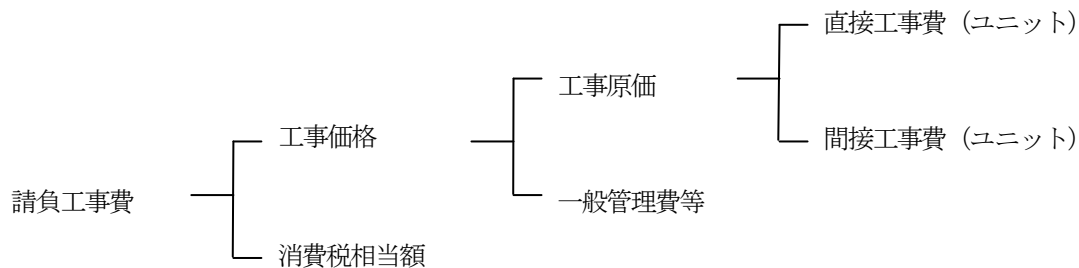 直接工事費（ユニット）
工事原価
工事価格
間接工事費（ユニット）
請負工事費
一般管理費等
消費税相当額